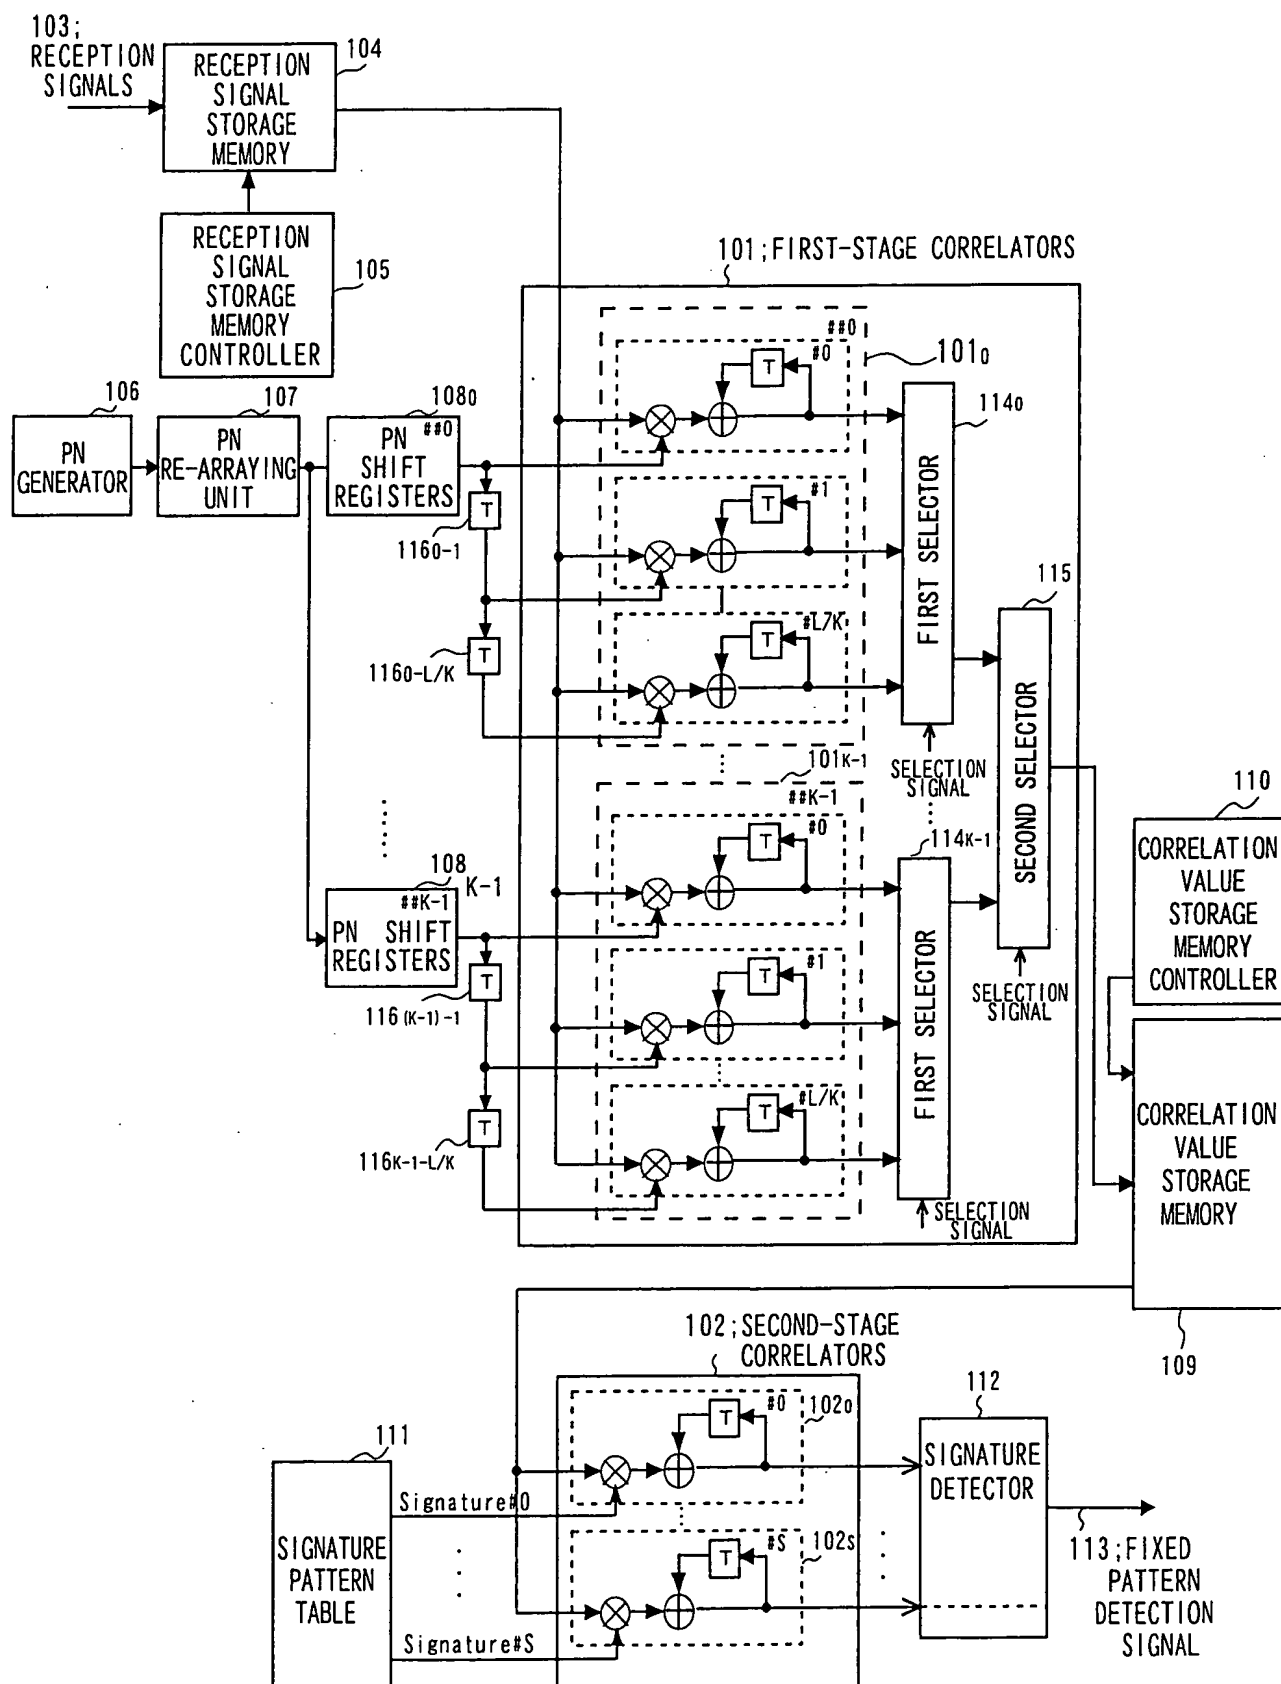 103;
RECEPTION
SIGNALS
104
RECEPTION
SIGNAL
STORAGE
MEMORY
RECEPTION
SIGNAL
STORAGE
MEMORY
CONTROLLER
105
101;FIRST-STAGE CORRELATORS
106
PN
GENERATOR
107
PN
RE-ARRAYING
UNIT
1080
##0
PN
SHIFT
REGISTERS
T
1160-1
T
1160-L/K
##0
1010
#0
T
#1
T
#L/K
T
1140
FIRST SELECTOR
SELECTION
SIGNAL
115
SECOND SELECTOR
SELECTION
SIGNAL
101K-1
##K-1
#0
T
#1
T
#L/K
T
114K-1
FIRST SELECTOR
SELECTION
SIGNAL
108 K-1
##K-1
PN SHIFT
REGISTERS
T
116(K-1)-1
T
116K-1-L/K
110
CORRELATION
VALUE
STORAGE
MEMORY
CONTROLLER
CORRELATION
VALUE
STORAGE
MEMORY
109
102;SECOND-STAGE
CORRELATORS
111
SIGNATURE
PATTERN
TABLE
Signature#0
Signature#S
#0
T
1020
#S
T
102S
112
SIGNATURE
DETECTOR
113;FIXED
PATTERN
DETECTION
SIGNAL